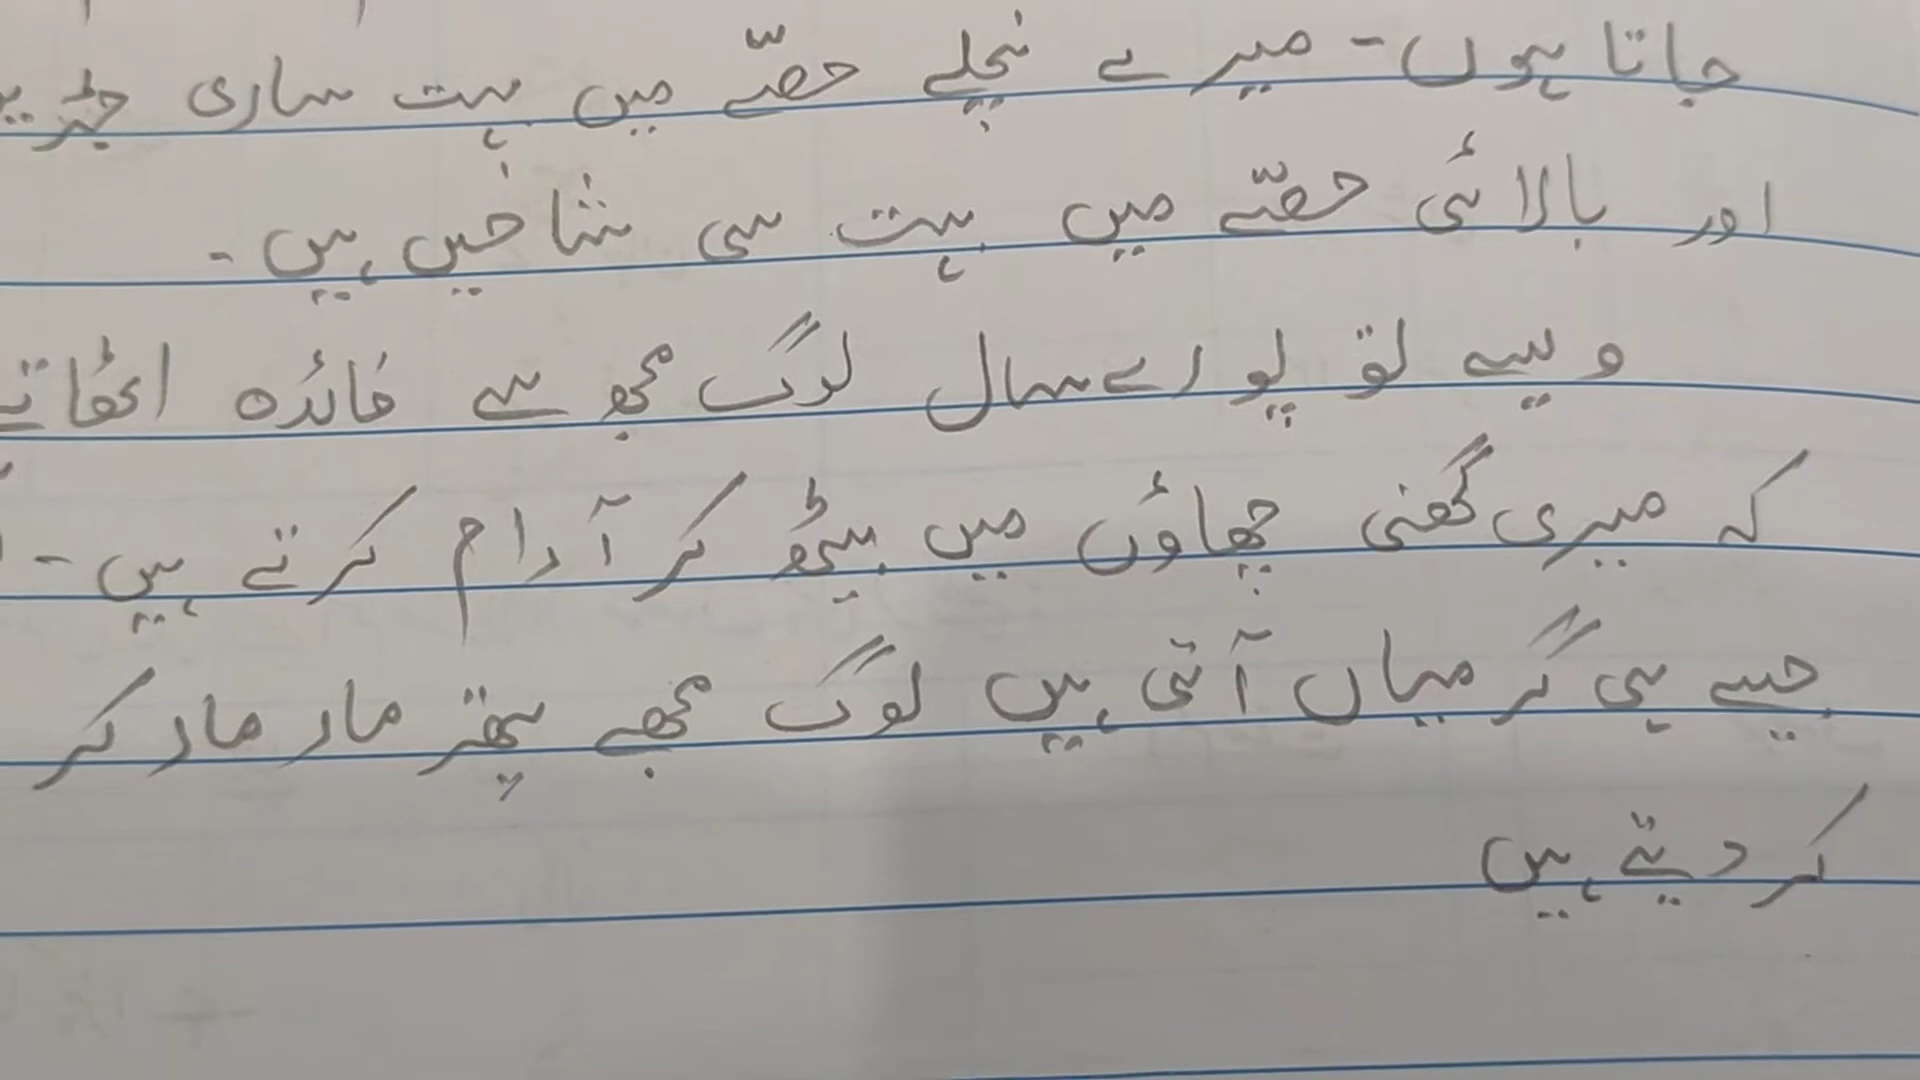 جاتا ہوں۔ میرے نچلے حصّے میں بہت ساری جڑیں
اور بالائی حصّے میں بہت سی شاخیں ہیں۔
ویسے تو پورے سال لوگ مجھ سے فائدہ اٹھاتے
کہ میری گھنی چھاؤں میں بیٹھ کر آرام کرتے ہیں۔
جیسے ہی گرمیاں آتی ہیں لوگ مجھے پتھر مار مار کر
کر دیتے ہیں